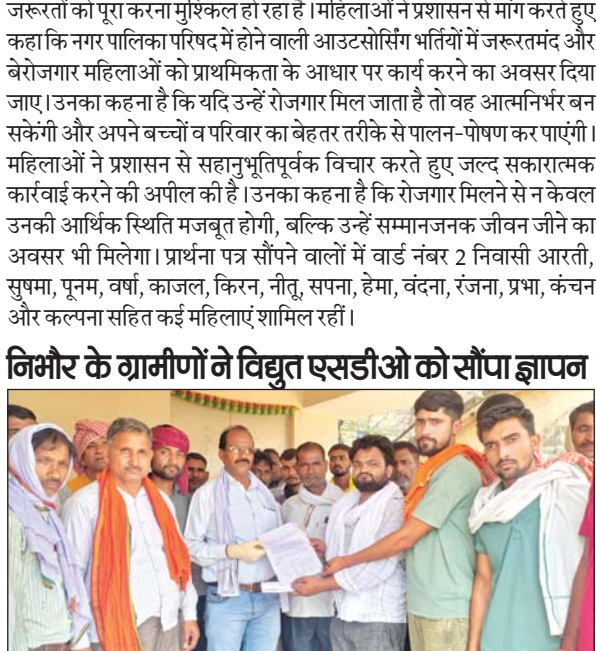 जरूरतों को पूरा करना मुश्किल हो रहा है। महिलाओं ने प्रशासन से मांग करते हुए
कहा कि नगर पालिका परिषद में होने वाली आउटसोर्सिंग भर्तियों में जरूरतमंद और
बेरोजगार महिलाओं को प्राथमिकता के आधार पर कार्य करने का अवसर दिया
जाए। उनका कहना है कि यदि उन्हें रोजगार मिल जाता है तो वह आत्मनिर्भर बन
सकेगी और अपने बच्चों व परिवार का बेहतर तरीके से पालन-पोषण कर पाएंगी।
महिलाओं ने प्रशासन से सहानुभूतिपूर्वक विचार करते हुए जल्द सकारात्मक
कार्रवाई करने की अपील की है। उनका कहना है कि रोजगार मिलने से न केवल
उनकी आर्थिक स्थिति मजबूत होगी, बल्कि उन्हें सम्मानजनक जीवन जीने का
अवसर भी मिलेगा। प्रार्थना पत्र सौंपने वालों में वार्ड नंबर 2 निवासी आरती,
सुषमा, पूनम, वर्षा, काजल, किरन, नीतू, सपना, हेमा, वंदना, रंजना, प्रभा, कंचन
और कल्पना सहित कई महिलाएं शामिल रहीं।
निभौर के ग्रामीणों ने विद्युत एसडीओ को सौंपा ज्ञापन